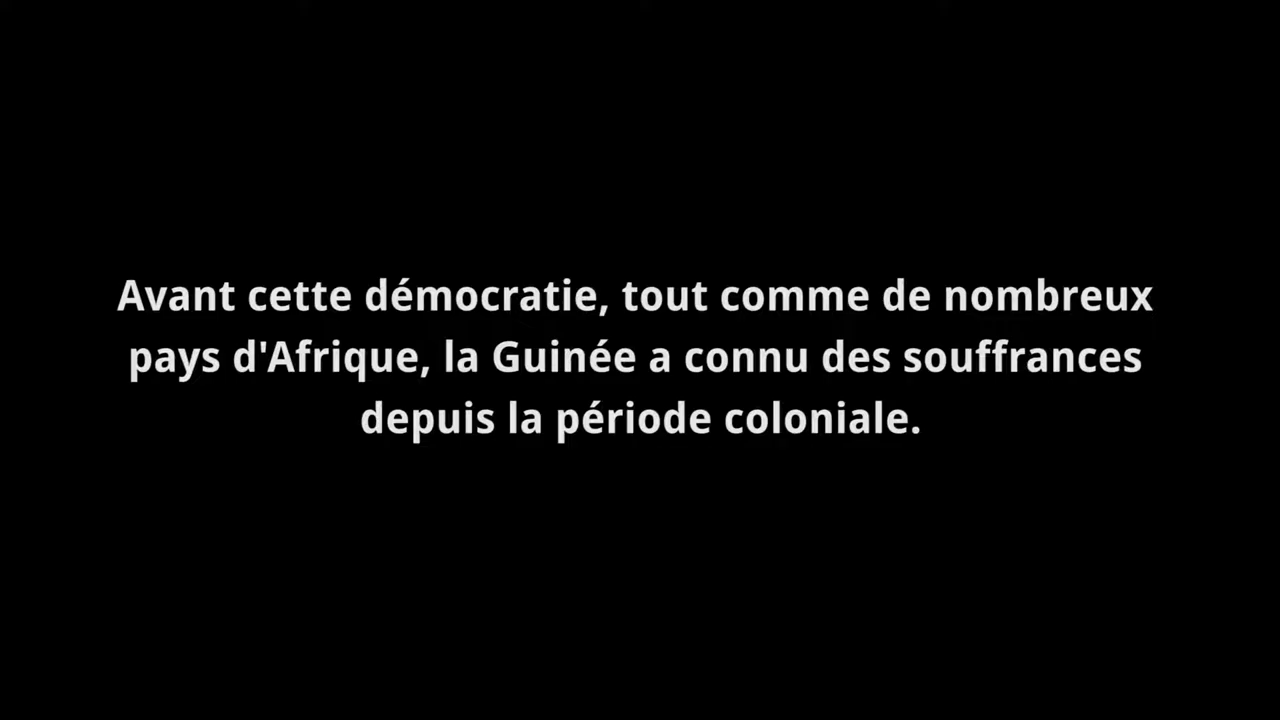 Avant cette démocratie, tout comme de nombreux
pays d'Afrique, la Guinée a connu des souffrances
depuis la période coloniale.